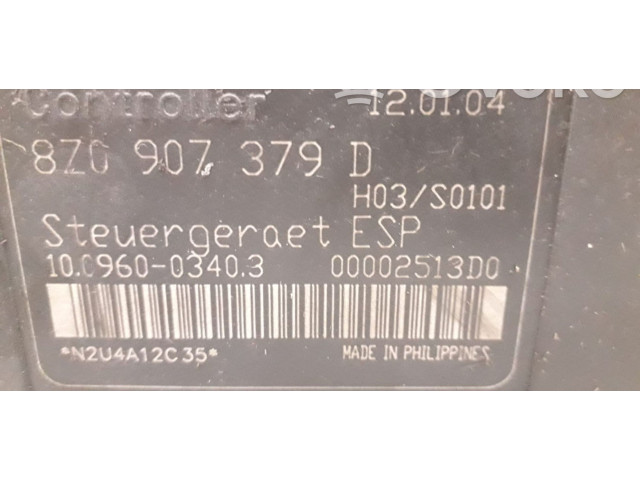 Controller 12.01.04
8Z0 907 379 D
H03/S0101
Steuergeraet ESP
10.0960-0340.3 00002513D0
*N2U4A12C35*
MADE IN PHILIPPINES